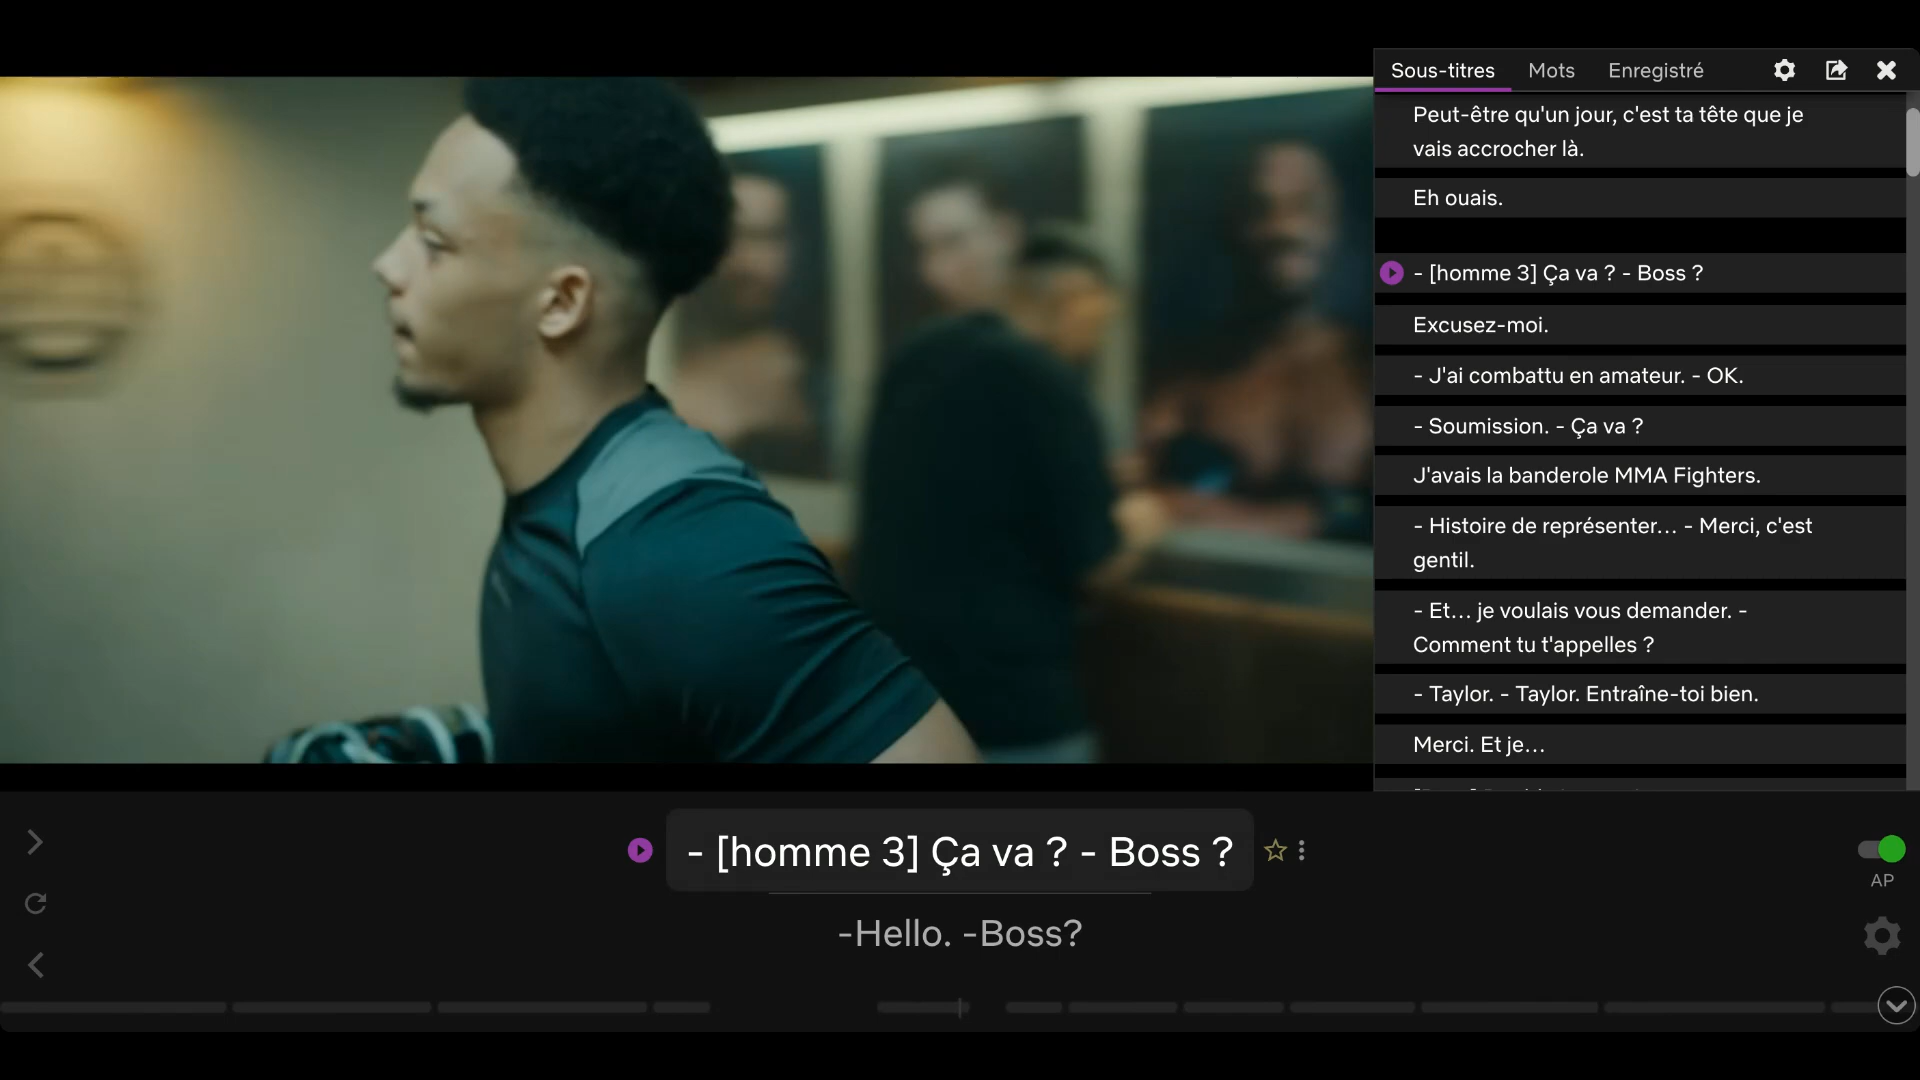 Sous-titres Mots Enregistré
Peut-être qu'un jour, c'est ta tête que je
vais accrocher là.
Eh ouais.
- [homme 3] Ça va ? - Boss ?
Excusez-moi.
- J'ai combattu en amateur. - OK.
- Soumission. - Ça va ?
J'avais la banderole MMA Fighters.
- Histoire de représenter… - Merci, c'est
gentil.
- Et… je voulais vous demander. -
Comment tu t'appelles ?
- Taylor. - Taylor. Entraîne-toi bien.
Merci. Et je…
- [homme 3] Ça va ? - Boss ?
-Hello. -Boss?
AP